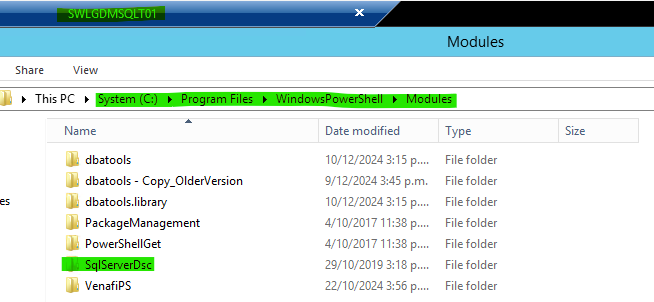 SWLGDMSQLT01
Modules
Share View
This PC System (C:) Program Files WindowsPowerShell Modules
Name Date modified Type Size
dbatools 10/12/2024 3:15 p.... File folder
dbatools - Copy_OlderVersion 9/12/2024 3:45 p.m. File folder
dbatools.library 10/12/2024 3:15 p.... File folder
PackageManagement 4/10/2017 11:38 p.... File folder
PowerShellGet 4/10/2017 11:38 p.... File folder
es SqlServerDsc 29/10/2019 3:18 p.... File folder
VenafiPS 22/10/2024 3:56 p.... File folder